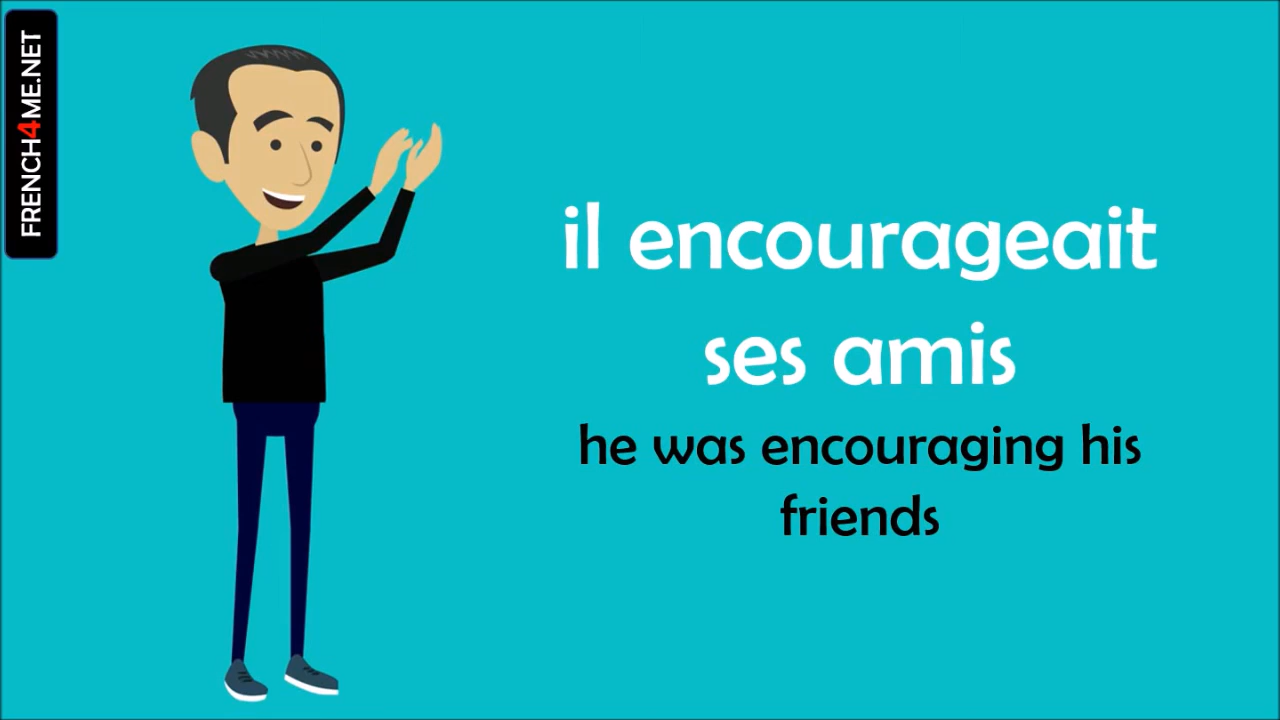 FRENCH4ME.NET
il encourageait
ses amis
he was encouraging his
friends